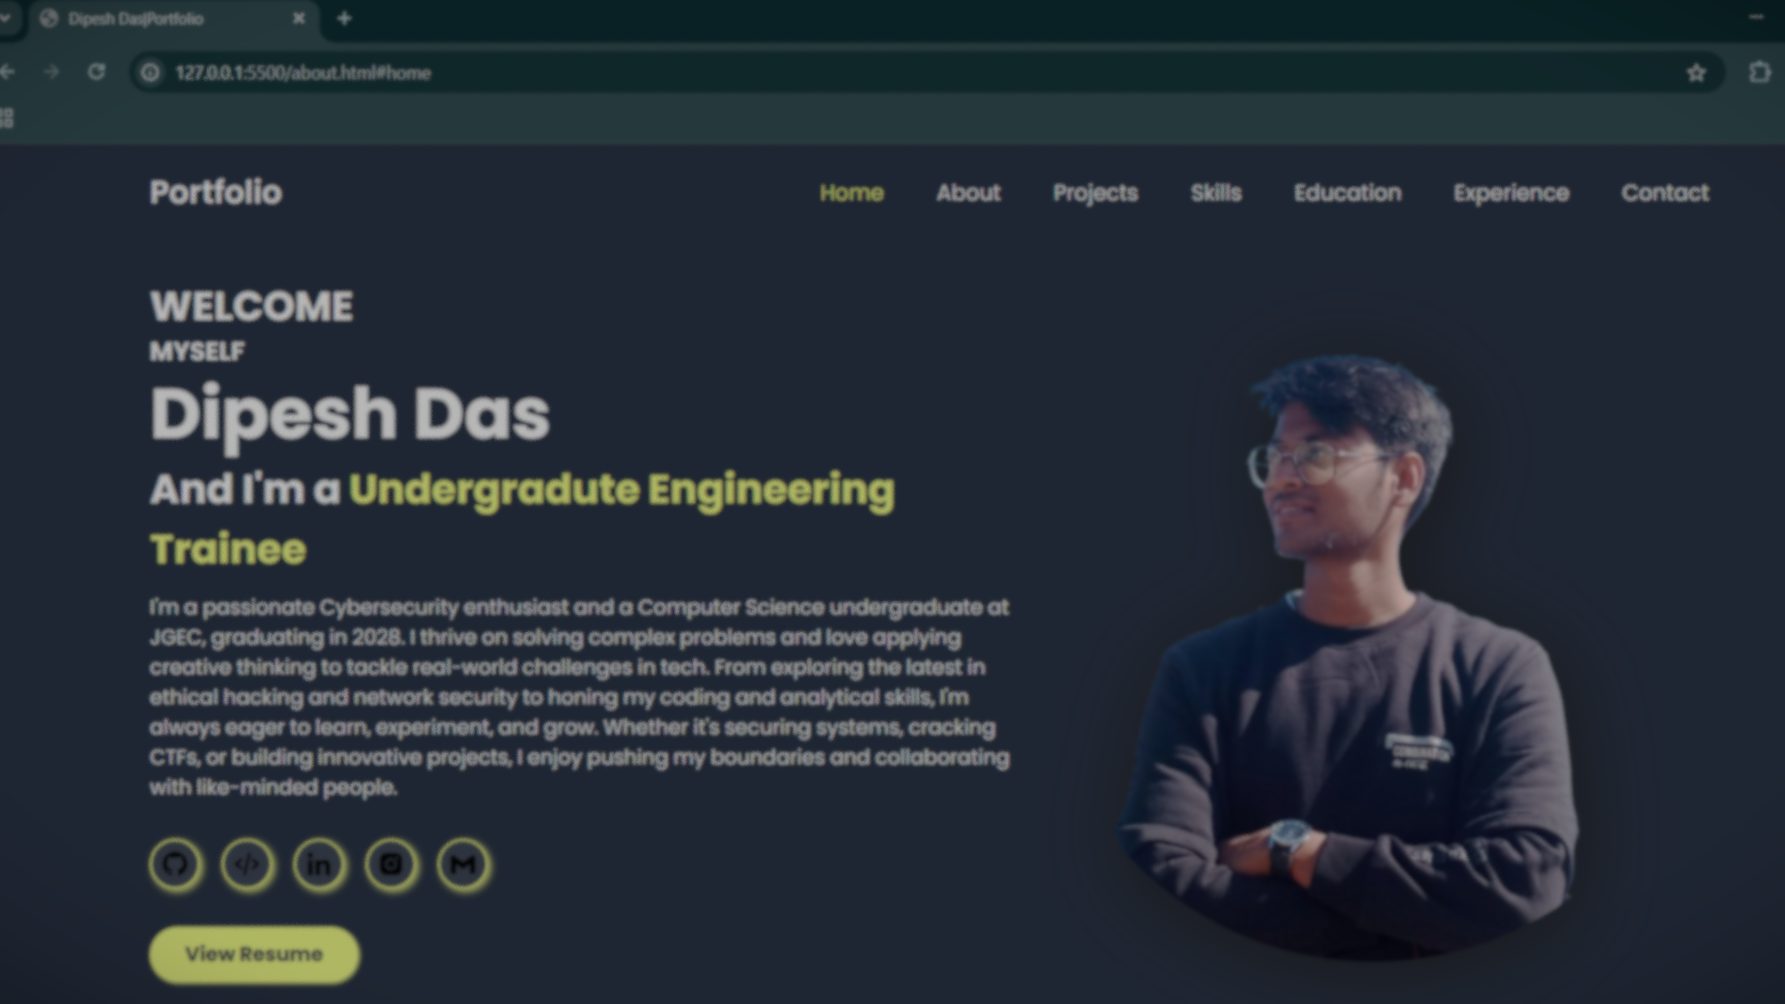 Dipesh Das|Portfolio
127.0.0.1:5500/about.html#home
Portfolio Home About Projects Skills Education Experience Contact
WELCOME
MYSELF
Dipesh Das
And I'm a Undergradute Engineering
Trainee
I'm a passionate Cybersecurity enthusiast and a Computer Science undergraduate at
JGEC, graduating in 2028. I thrive on solving complex problems and love applying
creative thinking to tackle real-world challenges in tech. From exploring the latest in
ethical hacking and network security to honing my coding and analytical skills, I'm
always eager to learn, experiment, and grow. Whether it's securing systems, cracking
CTFs, or building innovative projects, I enjoy pushing my boundaries and collaborating
with like-minded people.
View Resume